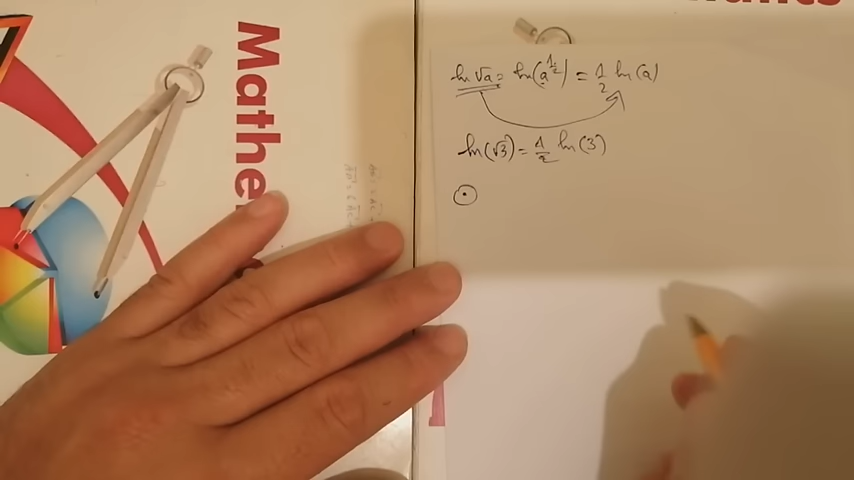 Mathe
ln √a = ln(a^{1/2}) = 1/2 ln(a)
ln(√3) = 1/2 ln(3)